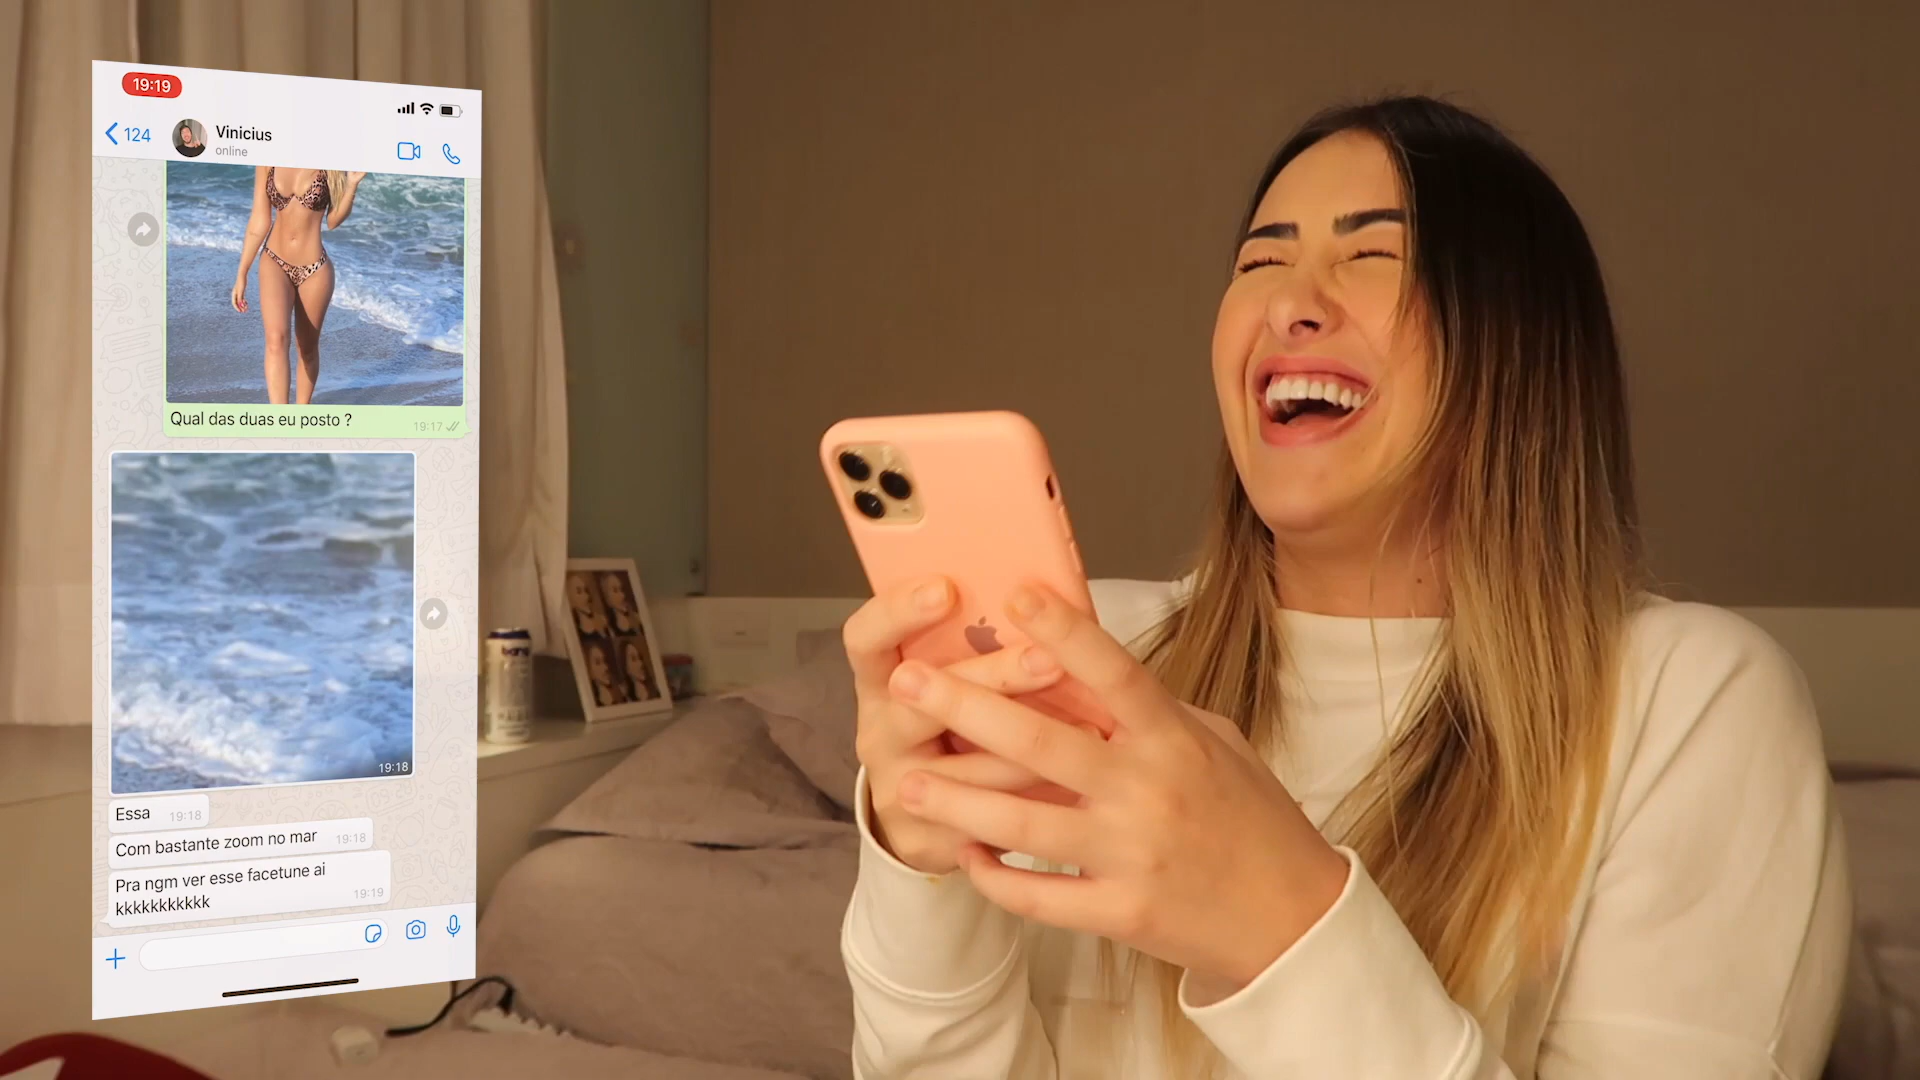 19:19
124
Vinicius
online
Qual das duas eu posto ?
19:17
19:18
Essa
19:18
Com bastante zoom no mar
19:18
Pra ngm ver esse facetune ai
kkkkkkkkkkk
19:19
bang